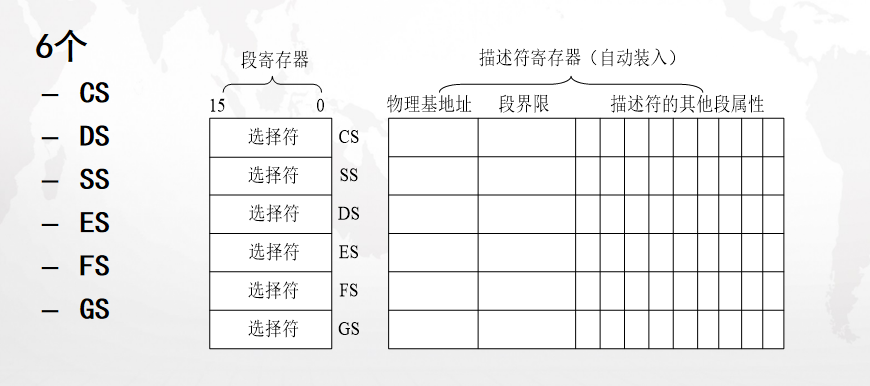 6个
– CS
– DS
– SS
– ES
– FS
– GS
段寄存器
描述符寄存器（自动装入）
15 0
物理基地址 段界限 描述符的其他段属性
选择符 CS
选择符 SS
选择符 DS
选择符 ES
选择符 FS
选择符 GS